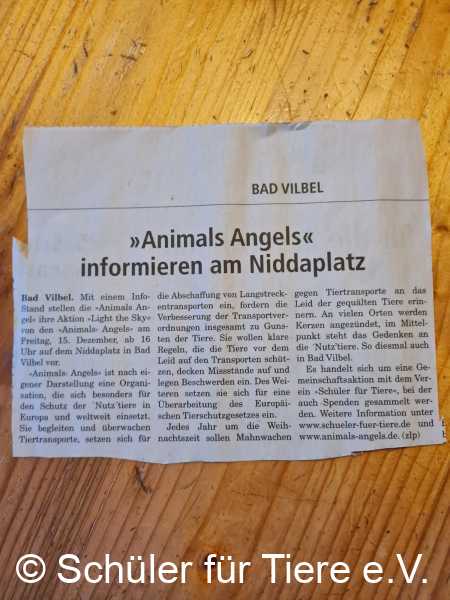 BAD VILBEL
»Animals Angels«
informieren am Niddaplatz
Bad Vilbel. Mit einem Info-
Stand stellen die »Animals An-
gel« ihre Aktion »Light the Sky«
von den »Animals- Angels« am
Freitag, 15. Dezember, ab 16
Uhr auf dem Niddaplatz in Bad
Vilbel vor.
»Animals- Angels« ist nach ei-
gener Darstellung eine Organi-
sation, die sich besonders für
den Schutz der 'Nutz'tiere in
Europa und weltweit einsetzt.
Sie begleiten und überwachen
Tiertransporte, setzen sich für
die Abschaffung von Langstreck-
entransporten ein, fordern die
Verbesserung der Transportver-
ordnungen insgesamt zu Guns-
ten der Tiere. Sie wollen klare
Regeln, die die Tiere vor dem
Leid auf den Transporten schüt-
zen, decken Missstände auf und
legen Beschwerden ein. Des Wei-
teren setzen sie sich für eine
Überarbeitung des Europäi-
schen Tierschutzgesetzes ein.
Jedes Jahr um die Weih-
nachtszeit sollen Mahnwachen
gegen Tiertransporte an das
Leid der gequälten Tiere erin-
nern. An vielen Orten werden
Kerzen angezündet, im Mittel-
punkt steht das Gedenken an
die 'Nutz'tiere. So diesmal auch
in Bad Vilbel.
Es handelt sich um eine Ge-
meinschaftsaktion mit dem Ver-
ein »Schüler für Tiere«, bei der
auch Spenden gesammelt wer-
den. Weitere Information unter
www.schueler-fuer-tiere.de und
www.animals-angels.de. (zlp)
© Schüler für Tiere e.V.